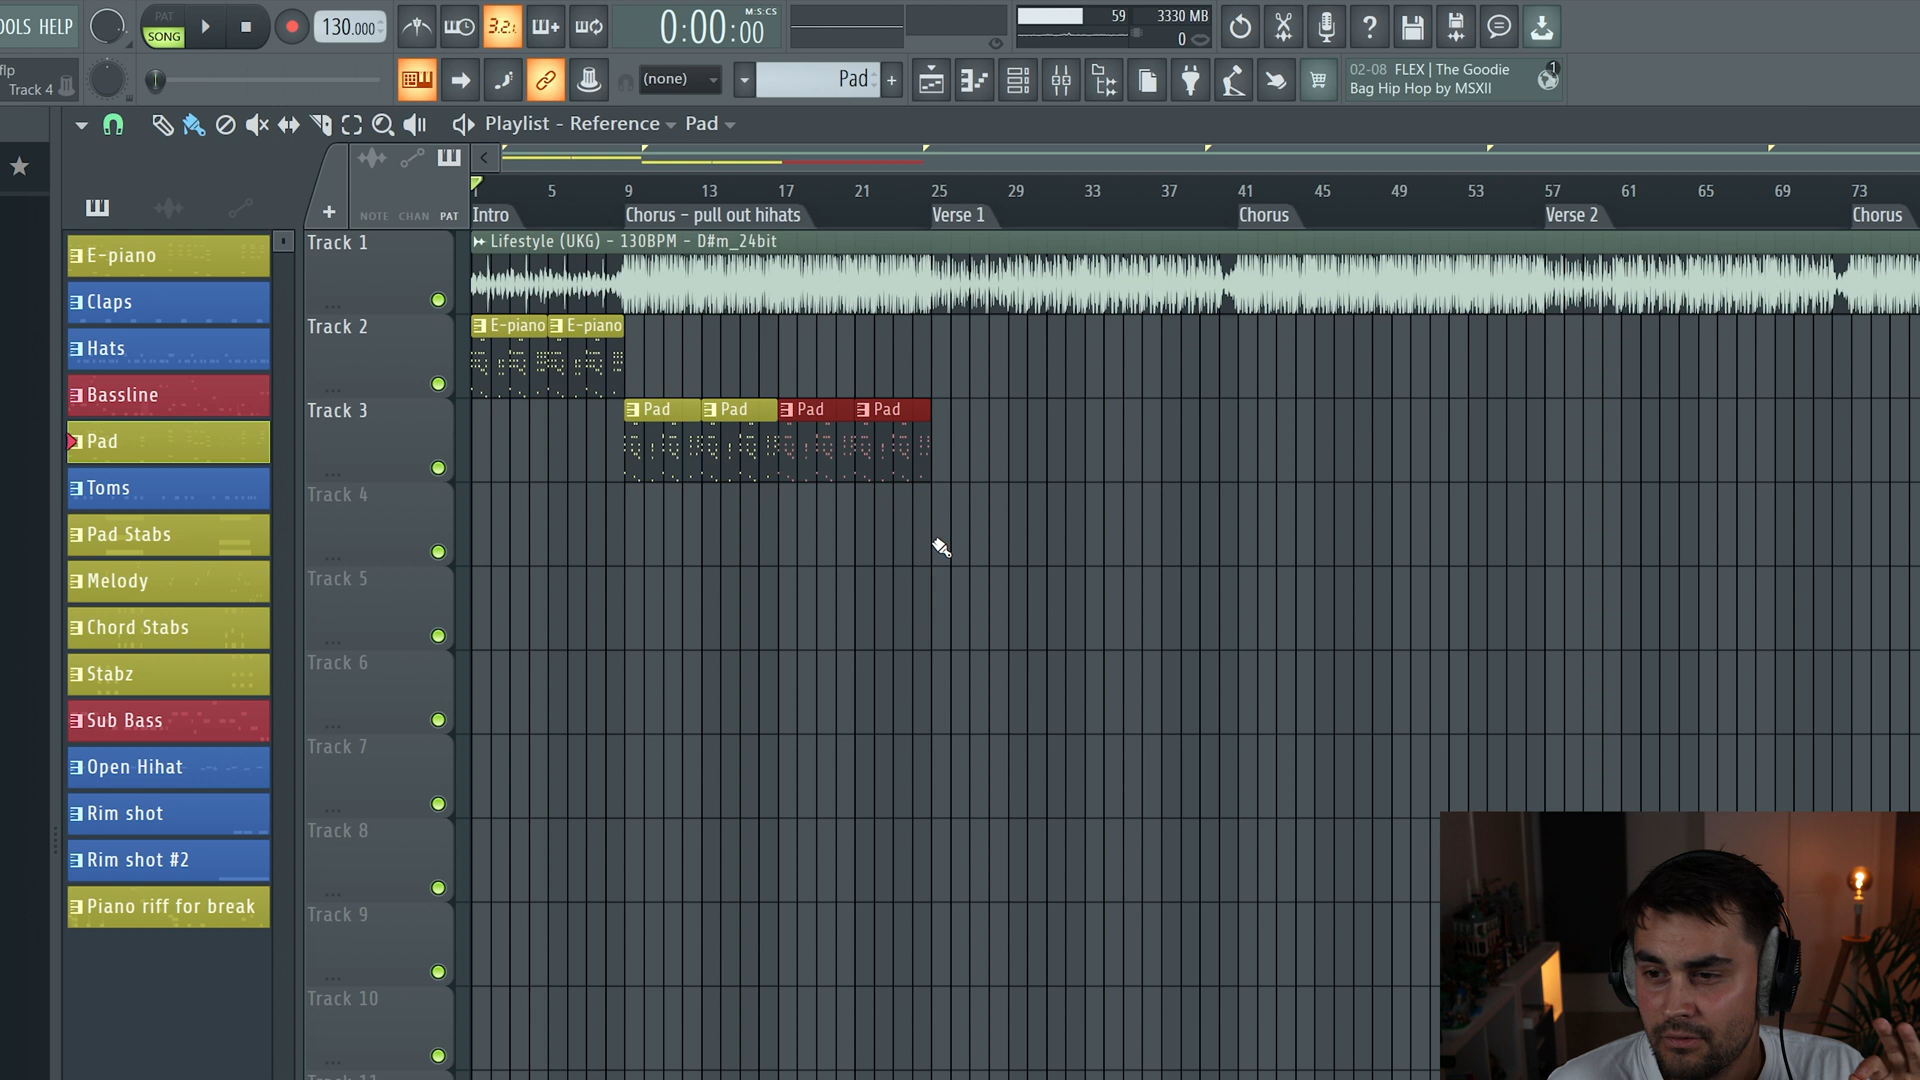 OOLS HELP
PAT
SONG
130.000
3.2.
0:00:00
M:S:CS
59
3330 MB
0
flp
Track 4
(none)
Pad
+
02-08 FLEX | The Goodie
Bag Hip Hop by MSXII
1
Playlist - Reference
Pad
NOTE CHAN PAT
1 5 9 13 17 21 25 29 33 37 41 45 49 53 57 61 65 69 73
Intro
Chorus - pull out hihats
Verse 1
Chorus
Verse 2
Chorus
E-piano
Claps
Hats
Bassline
Pad
Toms
Pad Stabs
Melody
Chord Stabs
Stabz
Sub Bass
Open Hihat
Rim shot
Rim shot #2
Piano riff for break
Track 1
Lifestyle (UKG) - 130BPM - D#m_24bit
Track 2
E-piano
E-piano
Track 3
Pad
Pad
Pad
Pad
Track 4
Track 5
Track 6
Track 7
Track 8
Track 9
Track 10